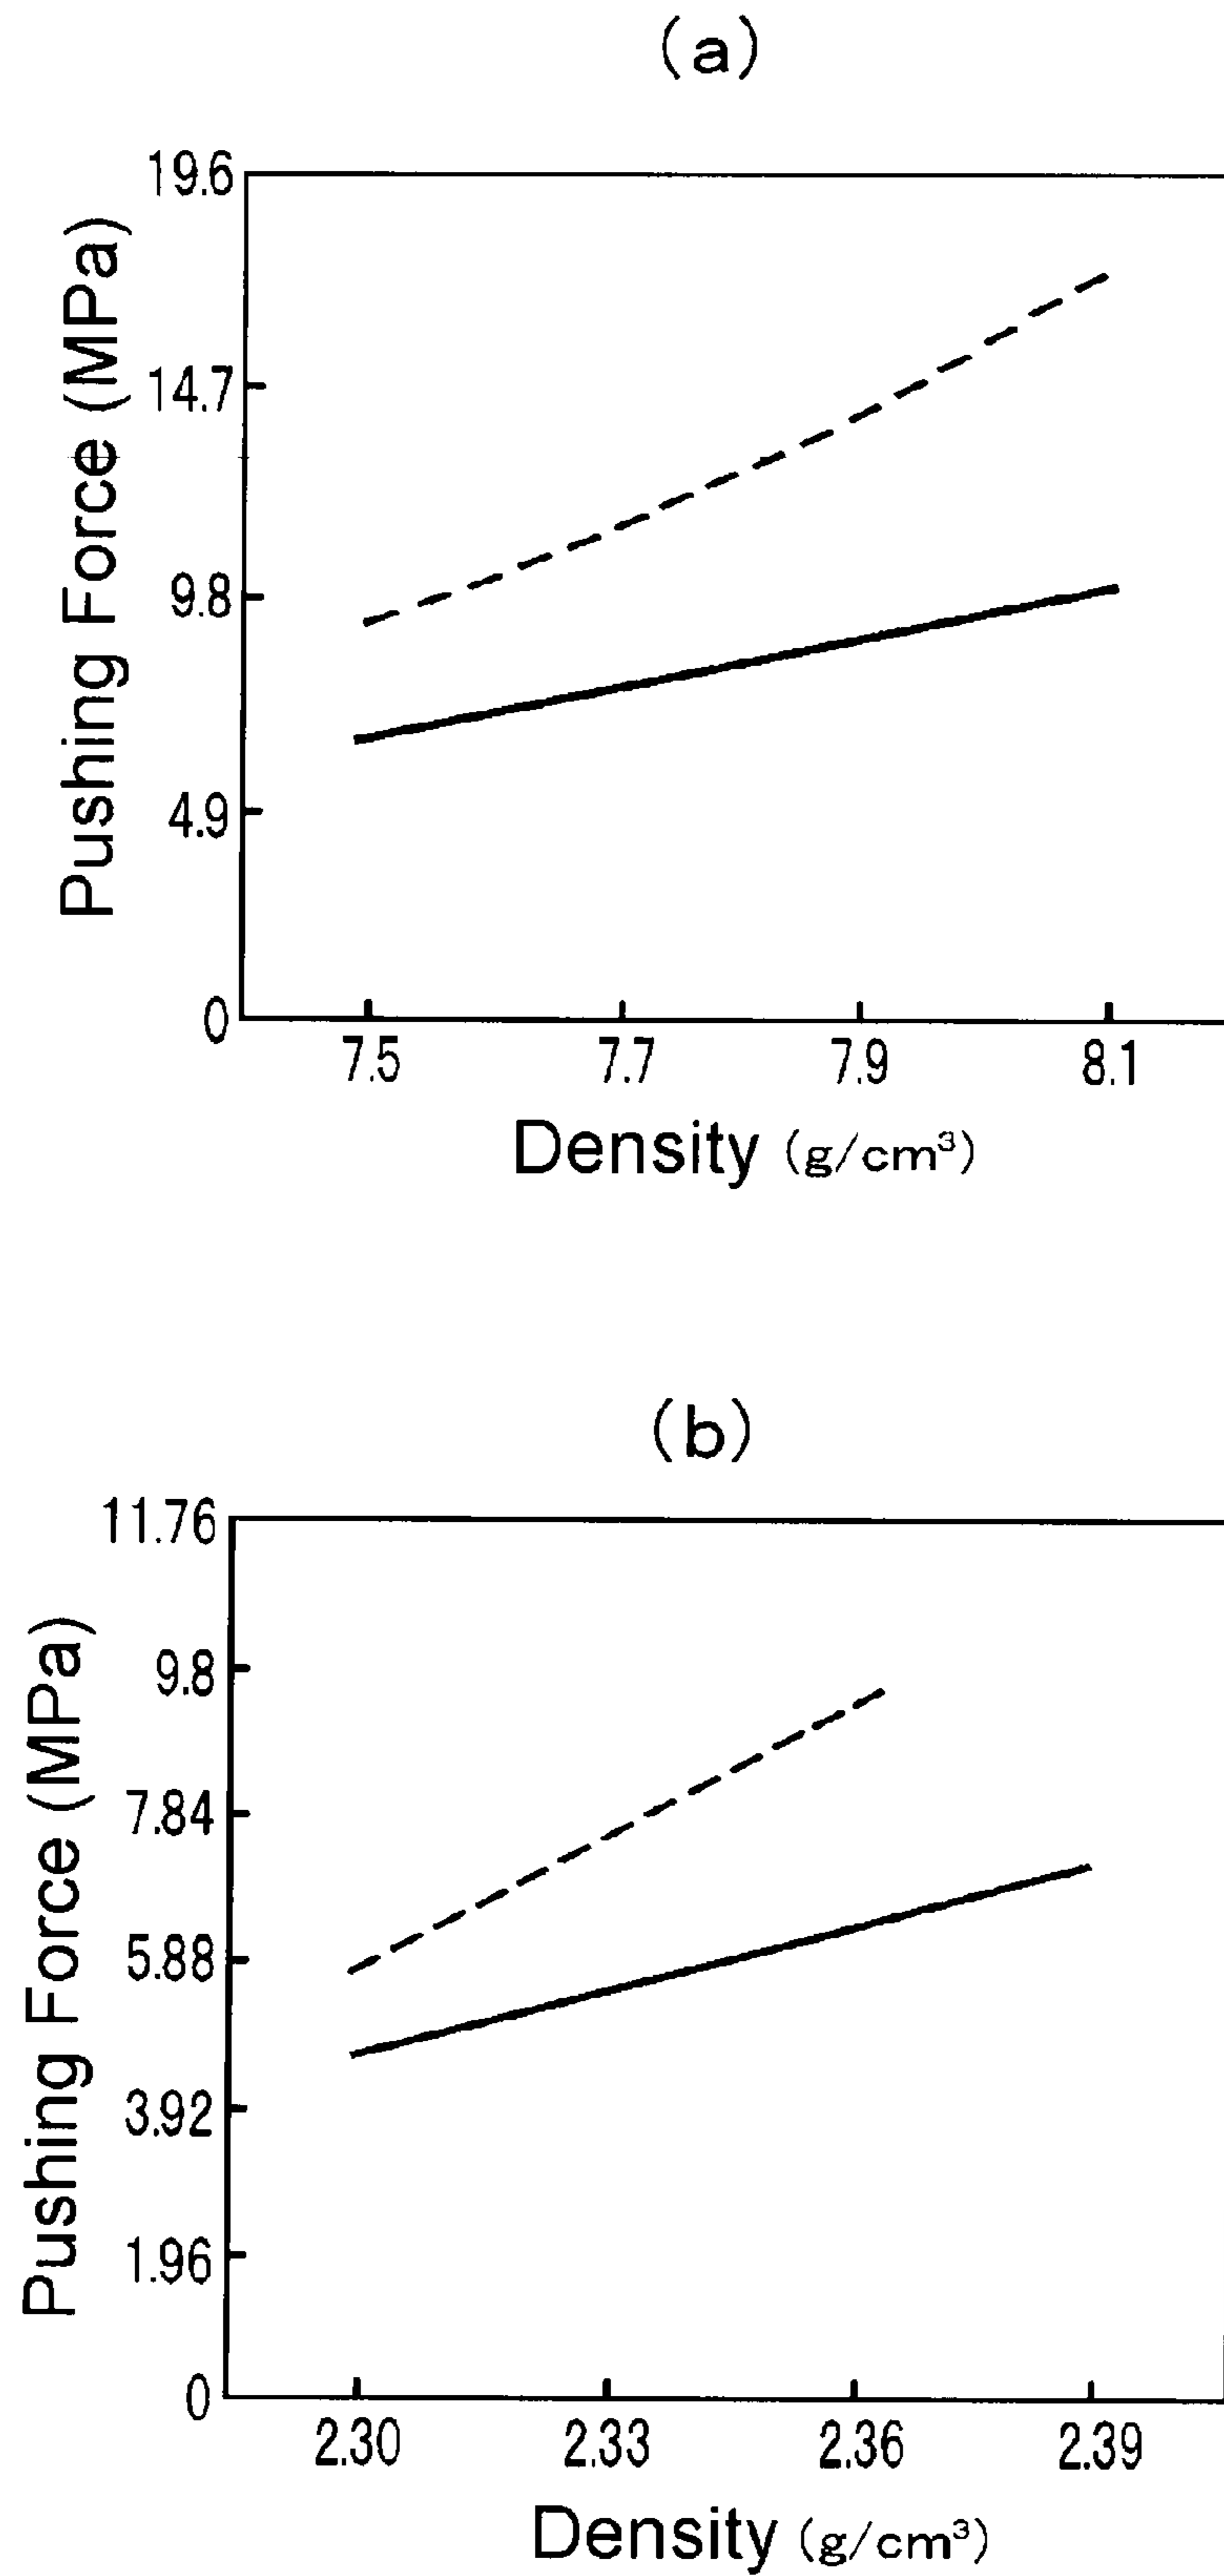 (a)
Pushing Force (MPa)
19.6
14.7
9.8
4.9
0
7.5 7.7 7.9 8.1
Density (g/cm³)
(b)
Pushing Force (MPa)
11.76
9.8
7.84
5.88
3.92
1.96
0
2.30 2.33 2.36 2.39
Density (g/cm³)